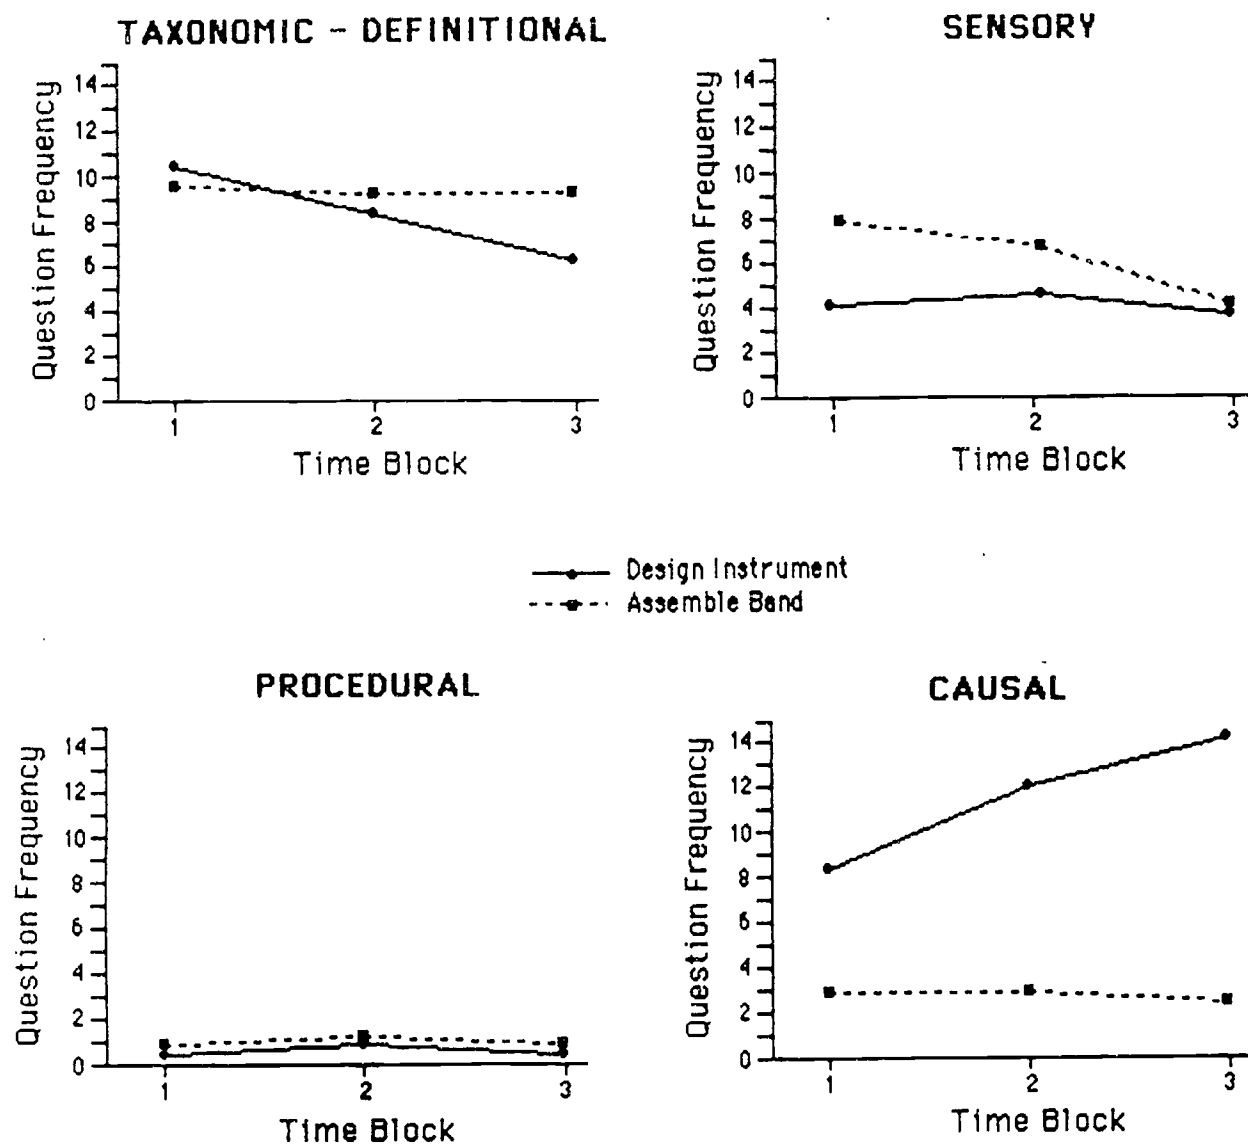 TAXONOMIC - DEFINITIONAL
Question Frequency
14
12
10
8
6
4
2
0
1 2 3
Time Block
SENSORY
Question Frequency
14
12
10
8
6
4
2
0
1 2 3
Time Block
Design Instrument
Assemble Band
PROCEDURAL
Question Frequency
14
12
10
8
6
4
2
0
1 2 3
Time Block
CAUSAL
Question Frequency
14
12
10
8
6
4
2
0
1 2 3
Time Block